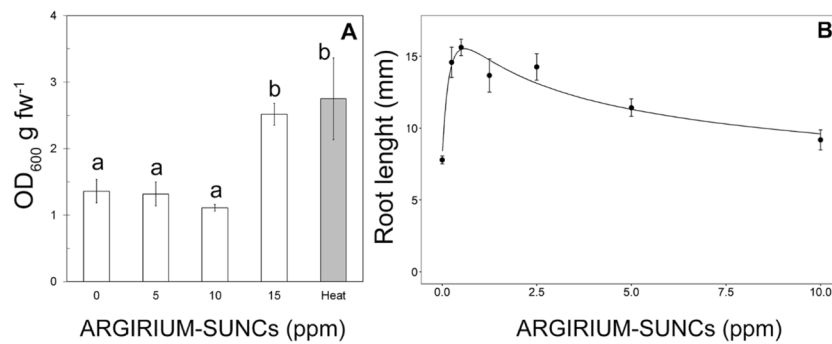 A
OD600 g fw-1
4
3
2
1
0
a
a
a
b
b
0 5 10 15 Heat
ARGIRIUM-SUNCs (ppm)
B
Root lenght (mm)
15
10
5
0
0.0 2.5 5.0 7.5 10.0
ARGIRIUM-SUNCs (ppm)